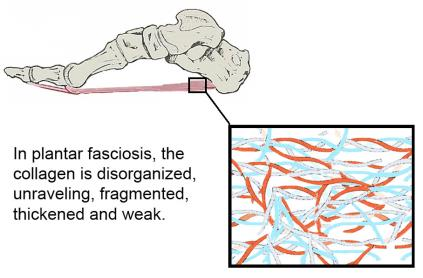 In plantar fasciosis, the
collagen is disorganized,
unraveling, fragmented,
thickened and weak.